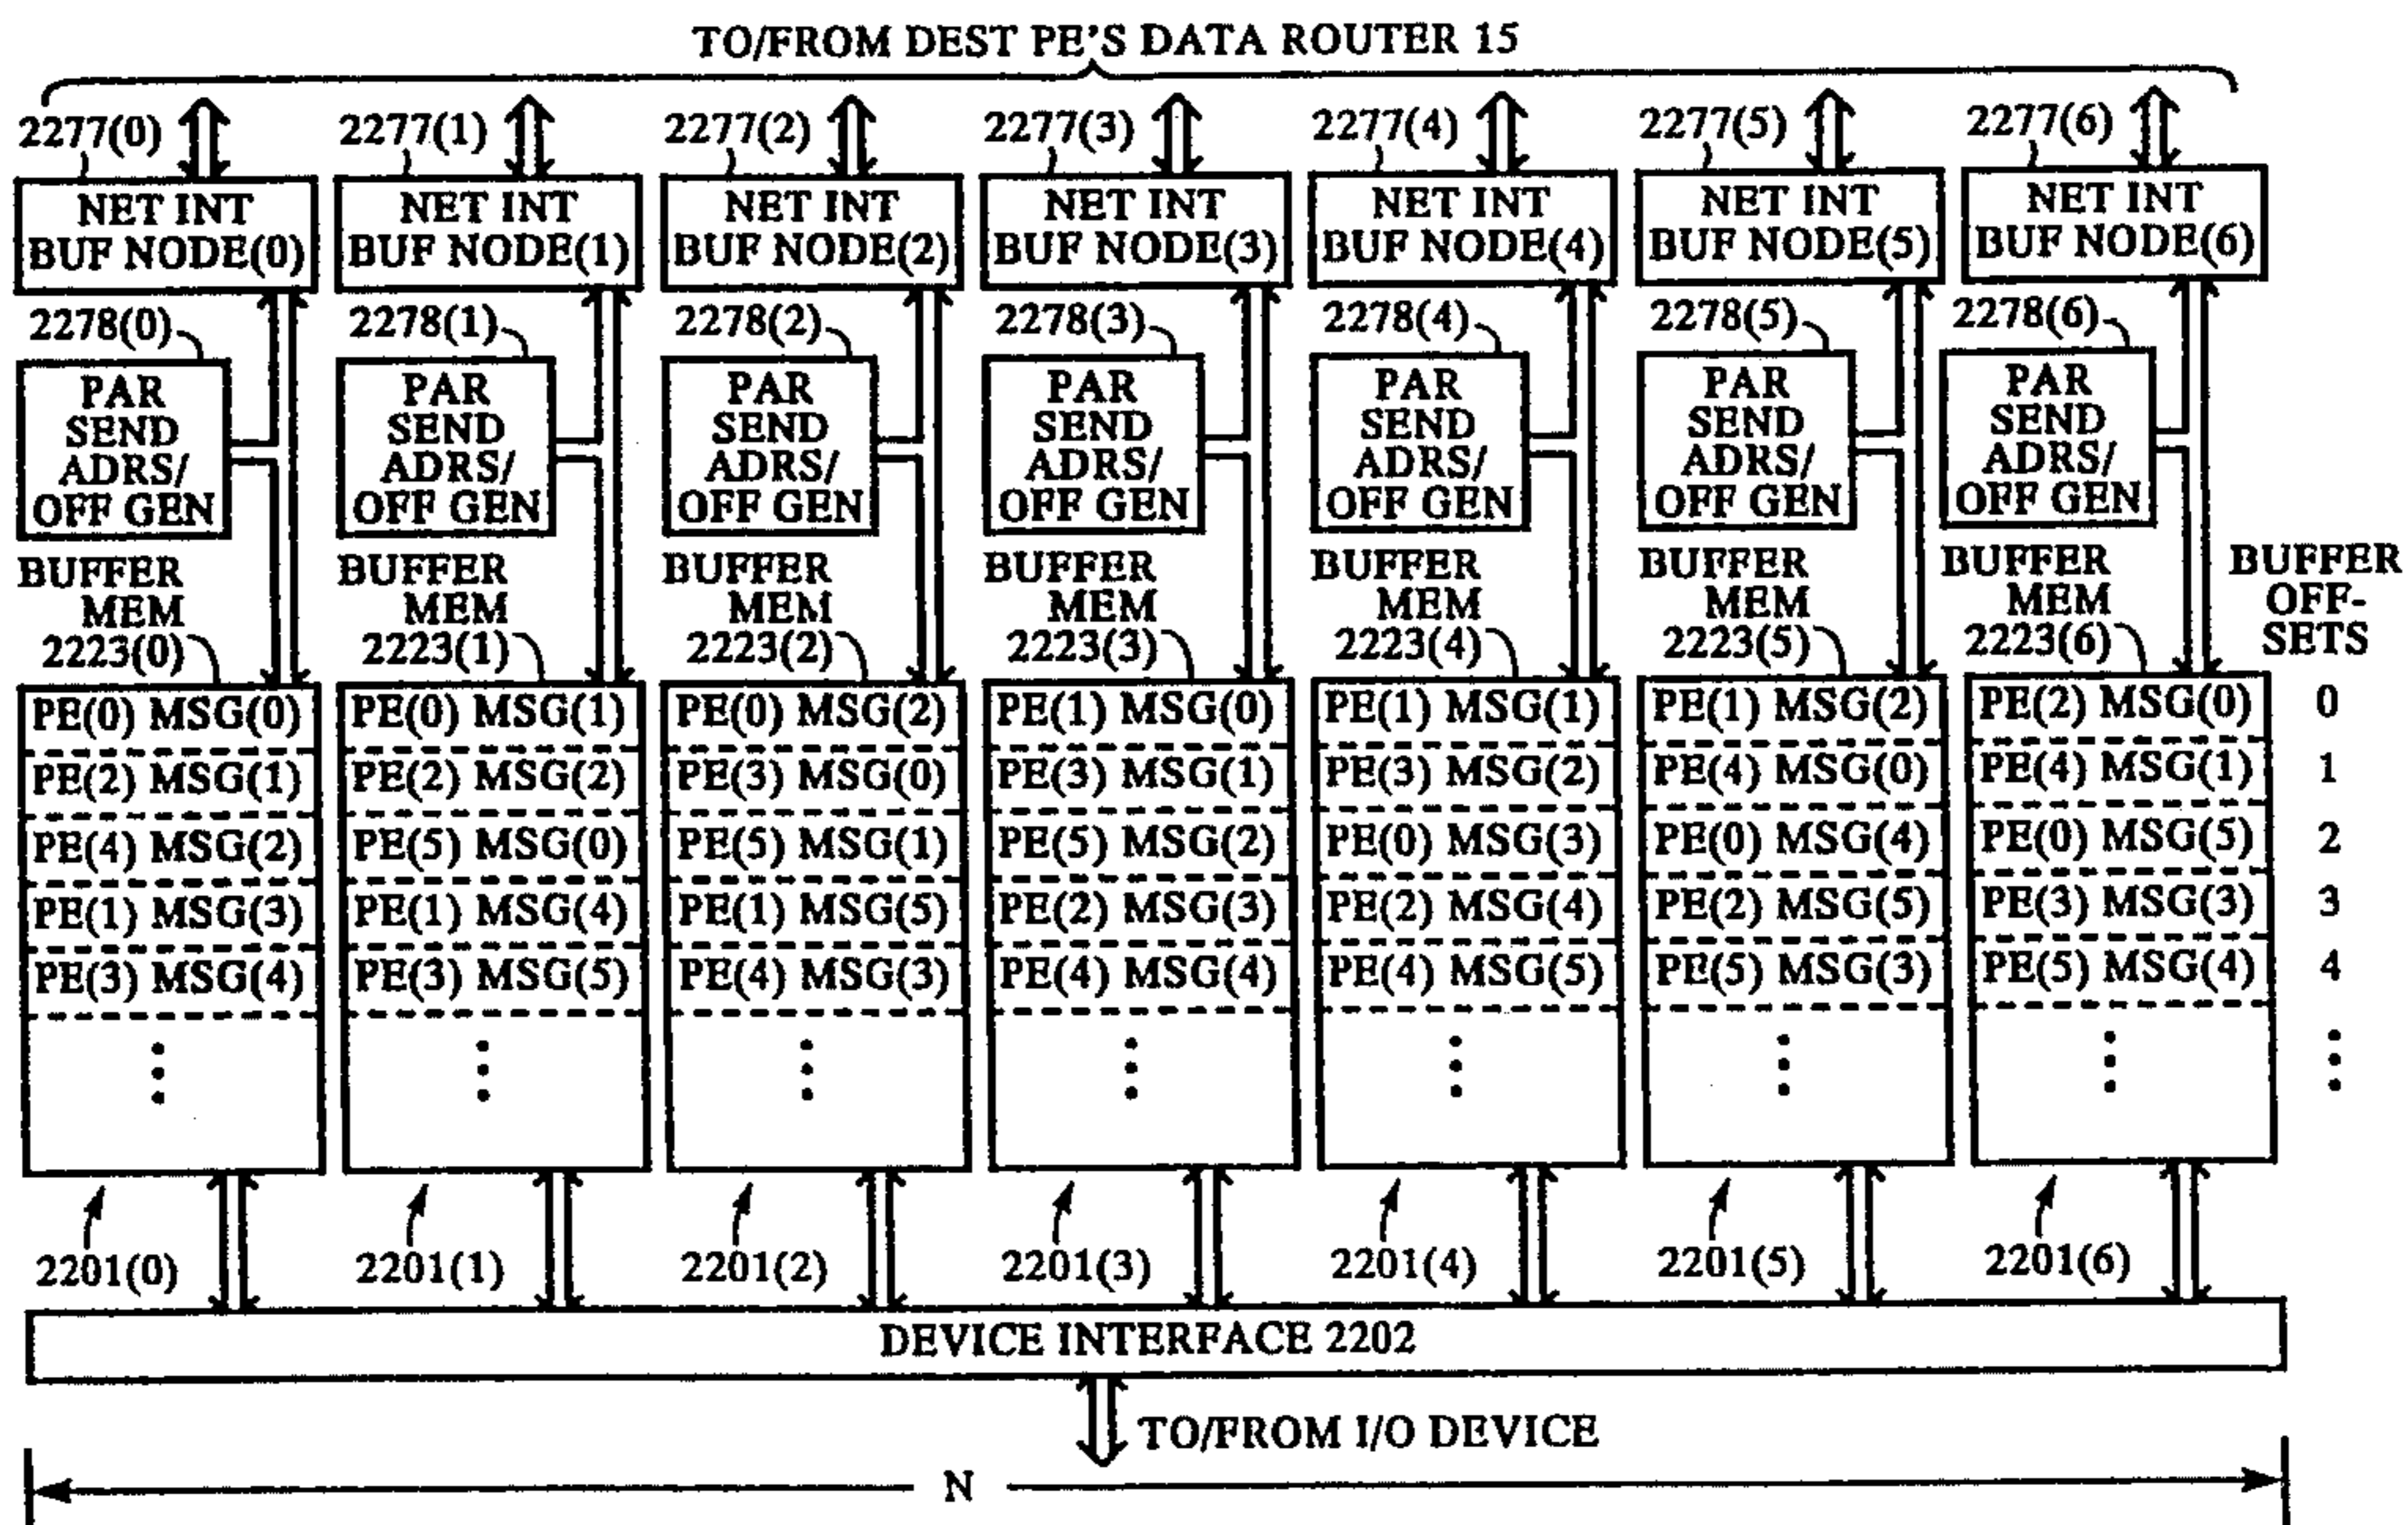 TO/FROM DEST PE'S DATA ROUTER 15
2277(0) 2277(1) 2277(2) 2277(3) 2277(4) 2277(5) 2277(6)
NET INT NET INT NET INT NET INT NET INT NET INT NET INT
BUF NODE(0) BUF NODE(1) BUF NODE(2) BUF NODE(3) BUF NODE(4) BUF NODE(5) BUF NODE(6)
2278(0) 2278(1) 2278(2) 2278(3) 2278(4) 2278(5) 2278(6)
PAR PAR PAR PAR PAR PAR PAR
SEND SEND SEND SEND SEND SEND SEND
ADRS/ ADRS/ ADRS/ ADRS/ ADRS/ ADRS/ ADRS/
OFF GEN OFF GEN OFF GEN OFF GEN OFF GEN OFF GEN OFF GEN
BUFFER BUFFER BUFFER BUFFER BUFFER BUFFER BUFFER BUFFER
MEM MEM MEM MEM MEM MEM MEM OFF-
2223(0) 2223(1) 2223(2) 2223(3) 2223(4) 2223(5) 2223(6) SETS
PE(0) MSG(0) PE(0) MSG(1) PE(0) MSG(2) PE(1) MSG(0) PE(1) MSG(1) PE(1) MSG(2) PE(2) MSG(0) 0
PE(2) MSG(1) PE(2) MSG(2) PE(3) MSG(0) PE(3) MSG(1) PE(3) MSG(2) PE(4) MSG(0) PE(4) MSG(1) 1
PE(4) MSG(2) PE(5) MSG(0) PE(5) MSG(1) PE(5) MSG(2) PE(0) MSG(3) PE(0) MSG(4) PE(0) MSG(5) 2
PE(1) MSG(3) PE(1) MSG(4) PE(1) MSG(5) PE(2) MSG(3) PE(2) MSG(4) PE(2) MSG(5) PE(3) MSG(3) 3
PE(3) MSG(4) PE(3) MSG(5) PE(4) MSG(3) PE(4) MSG(4) PE(4) MSG(5) PE(5) MSG(3) PE(5) MSG(4) 4
2201(0) 2201(1) 2201(2) 2201(3) 2201(4) 2201(5) 2201(6)
DEVICE INTERFACE 2202
TO/FROM I/O DEVICE
N